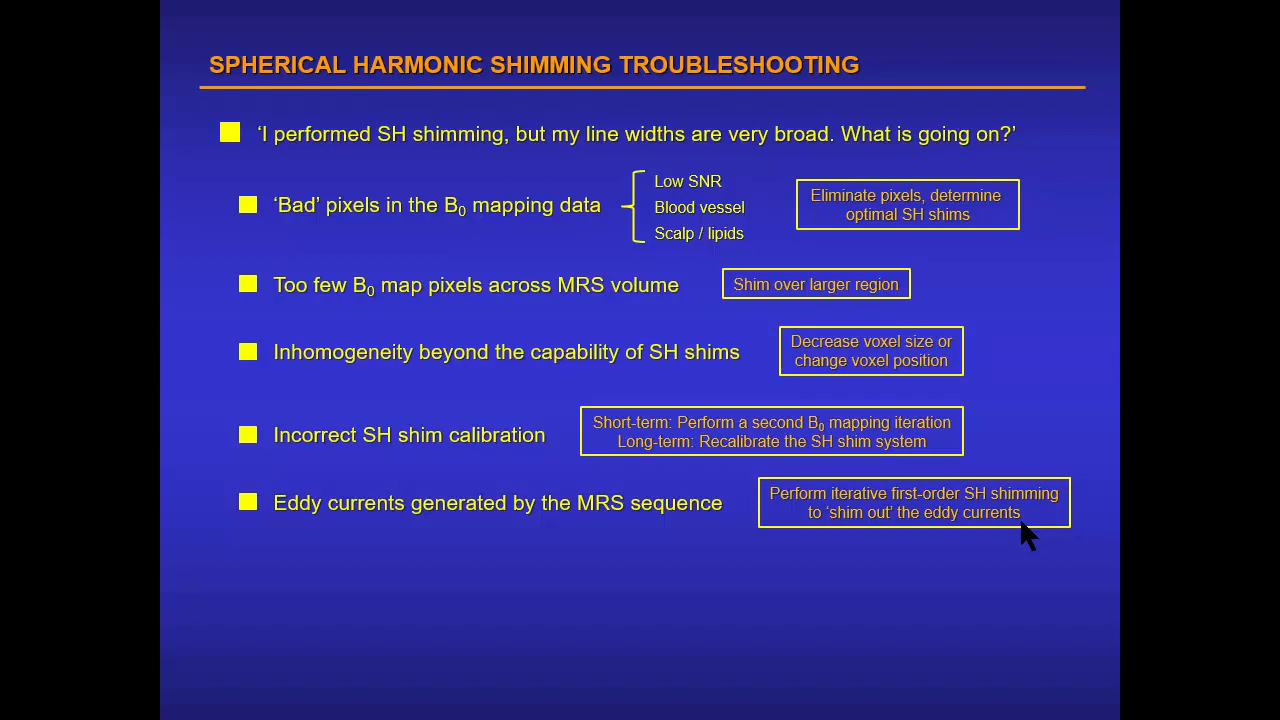 SPHERICAL HARMONIC SHIMMING TROUBLESHOOTING
‘I performed SH shimming, but my line widths are very broad. What is going on?’
‘Bad’ pixels in the B0 mapping data
Low SNR
Blood vessel
Scalp / lipids
Eliminate pixels, determine
optimal SH shims
Too few B0 map pixels across MRS volume
Shim over larger region
Inhomogeneity beyond the capability of SH shims
Decrease voxel size or
change voxel position
Incorrect SH shim calibration
Short-term: Perform a second B0 mapping iteration
Long-term: Recalibrate the SH shim system
Eddy currents generated by the MRS sequence
Perform iterative first-order SH shimming
to ‘shim out’ the eddy currents